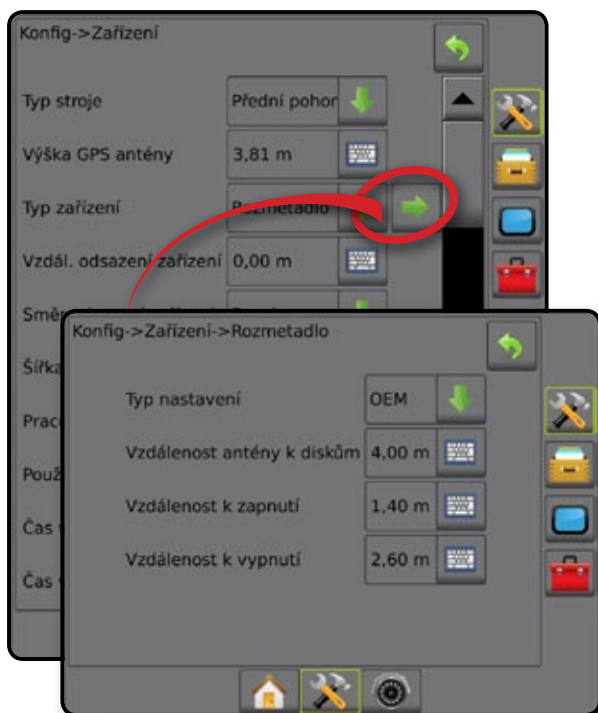 Konfig->Zařízení
Typ stroje Přední pohon
Výška GPS antény 3,81 m
Typ zařízení Rozmetadlo
Vzdál. odsazení zařízení 0,00 m
Konfig->Zařízení->Rozmetadlo
Typ nastavení OEM
Vzdálenost antény k diskům 4,00 m
Vzdálenost k zapnutí 1,40 m
Vzdálenost k vypnutí 2,60 m